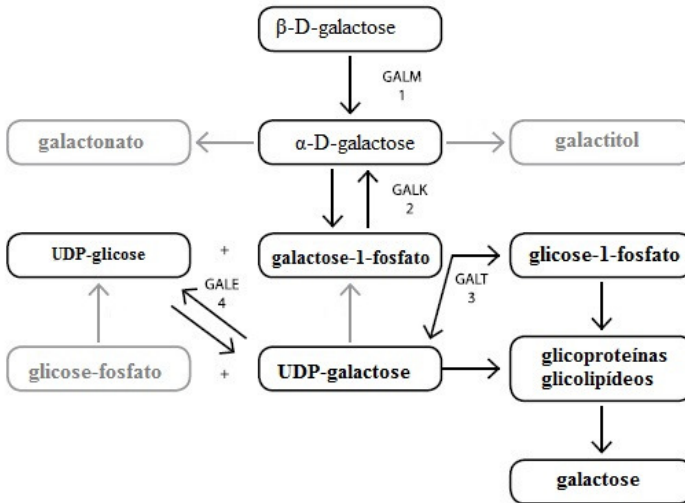 β-D-galactose
GALM
1
galactonato
α-D-galactose
galactitol
GALK
2
UDP-glicose
+
galactose-1-fosfato
glicose-1-fosfato
GALE
4
GALT
3
glicose-fosfato
+
UDP-galactose
glicoproteínas
glicolipídeos
galactose